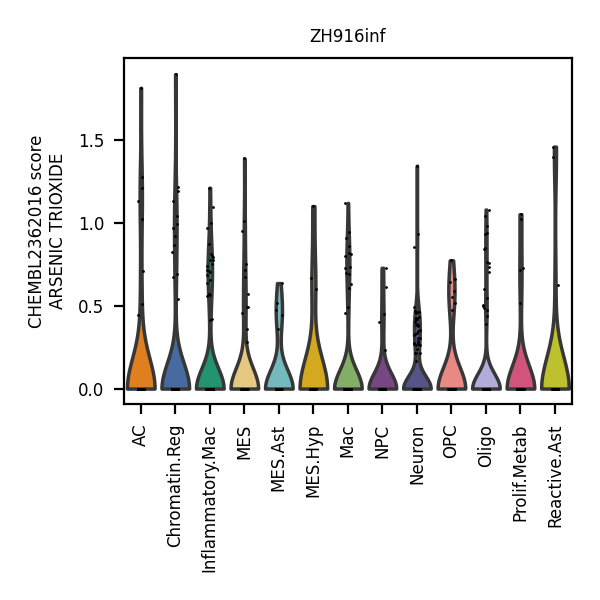 ZH916inf
CHEMBL2362016 score
ARSENIC TRIOXIDE
1.5
1.0
0.5
0.0
AC
Chromatin.Reg
Inflammatory.Mac
MES
MES.Ast
MES.Hyp
Mac
NPC
Neuron
OPC
Oligo
Prolif.Metab
Reactive.Ast